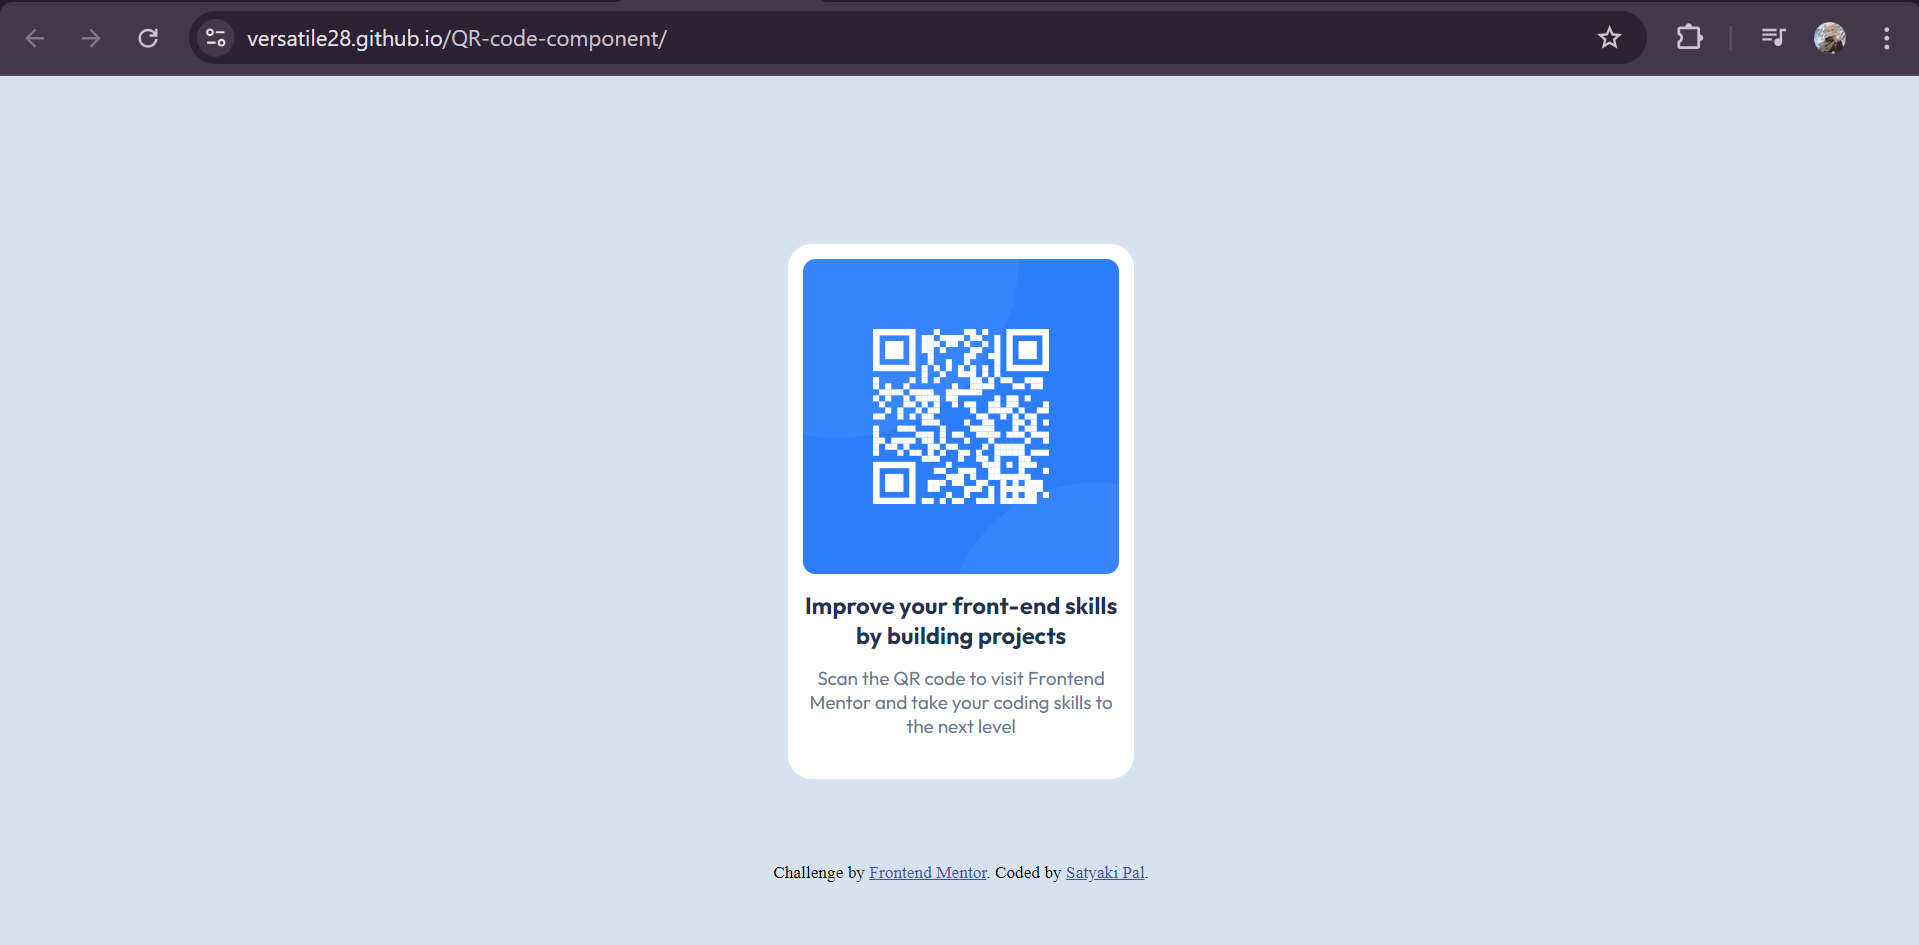 versatile28.github.io/QR-code-component/
Improve your front-end skills
by building projects
Scan the QR code to visit Frontend
Mentor and take your coding skills to
the next level
Challenge by Frontend Mentor. Coded by Satyaki Pal.